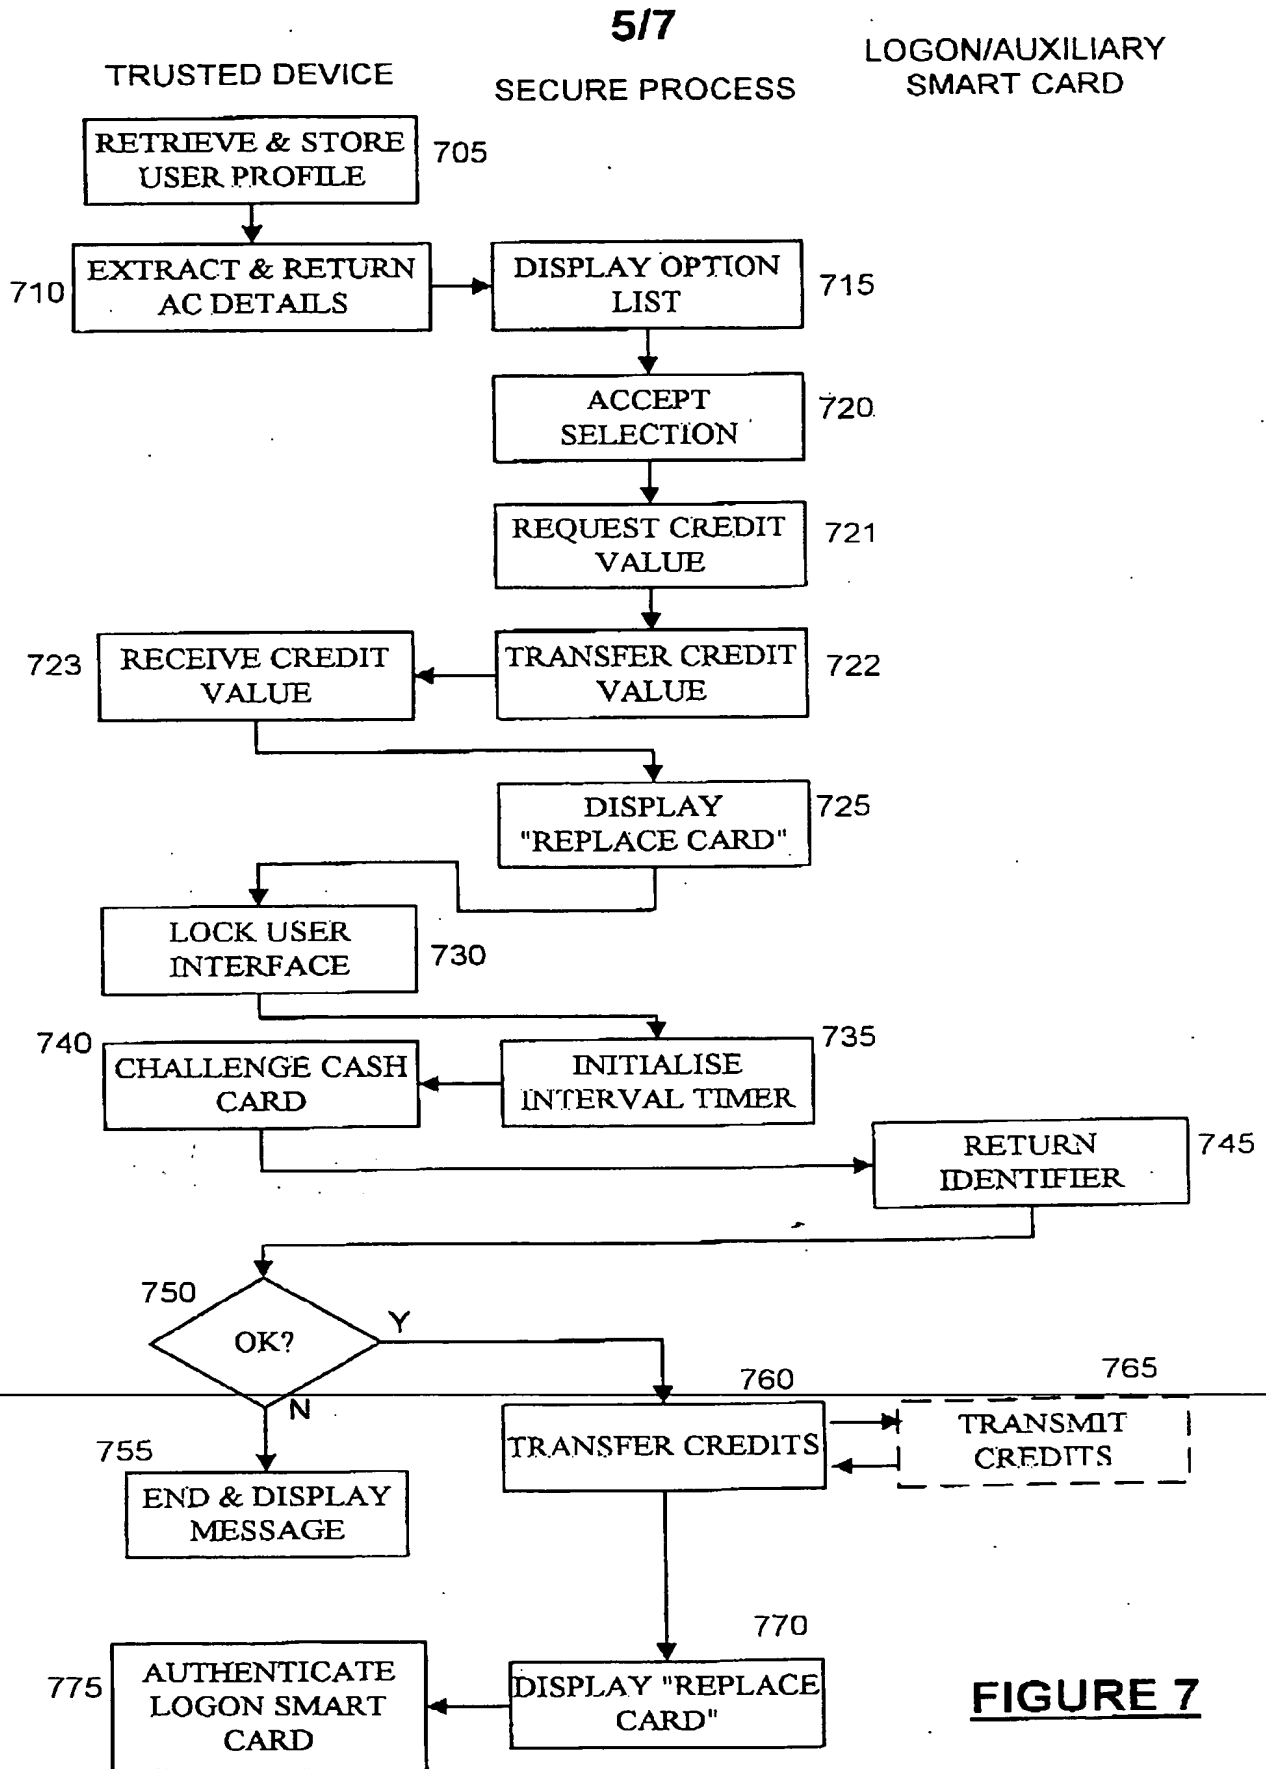 5/7
TRUSTED DEVICE
SECURE PROCESS
LOGON/AUXILIARY
SMART CARD
RETRIEVE & STORE
USER PROFILE
705
710
EXTRACT & RETURN
AC DETAILS
DISPLAY OPTION
LIST
715
ACCEPT
SELECTION
720
REQUEST CREDIT
VALUE
721
723
RECEIVE CREDIT
VALUE
TRANSFER CREDIT
VALUE
722
DISPLAY
"REPLACE CARD"
725
LOCK USER
INTERFACE
730
740
CHALLENGE CASH
CARD
INITIALISE
INTERVAL TIMER
735
RETURN
IDENTIFIER
745
750
OK?
Y
N
760
765
TRANSFER CREDITS
TRANSMIT
CREDITS
755
END & DISPLAY
MESSAGE
770
775
AUTHENTICATE
LOGON SMART
CARD
DISPLAY "REPLACE
CARD"
FIGURE 7